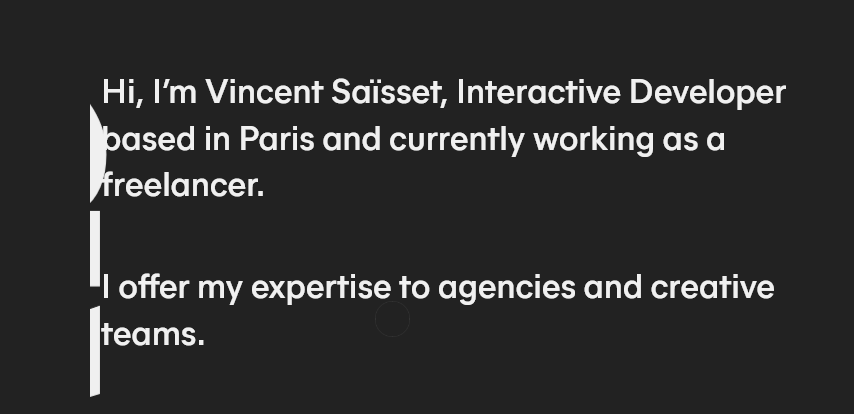 Hi, I’m Vincent Saïsset, Interactive Developer
based in Paris and currently working as a
freelancer.
I offer my expertise to agencies and creative
teams.